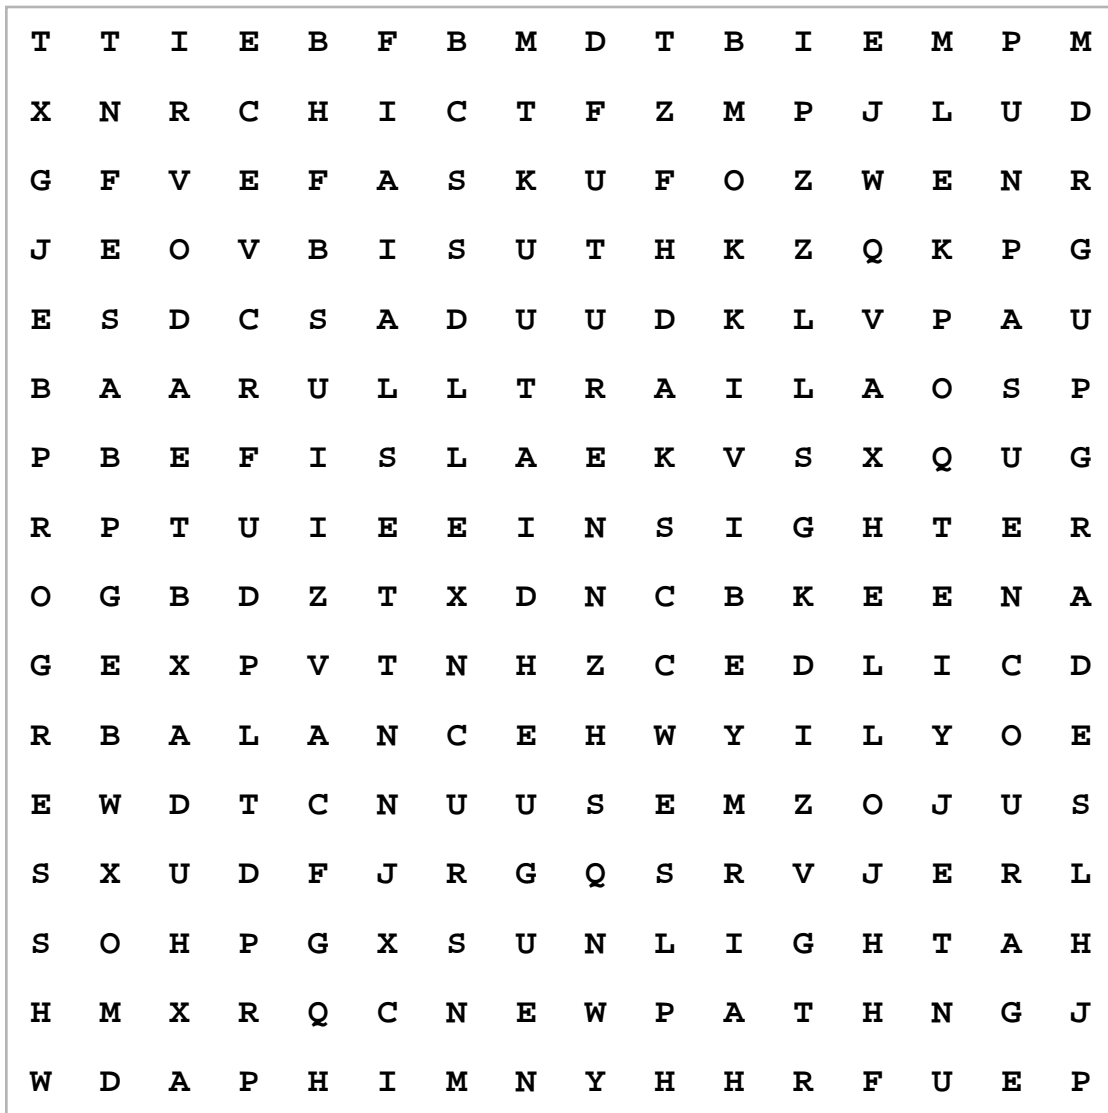 T T I E B F B M D T B I E M P M
X N R C H I C T F Z M P J L U D
G F V E F A S K U F O Z W E N R
J E O V B I S U T H K Z Q K P G
E S D C S A D U U D K L V P A U
B A A R U L L T R A I L A O S P
P B E F I S L A E K V S X Q U G
R P T U I E E I N S I G H T E R
O G B D Z T X D N C B K E E N A
G E X P V T N H Z C E D L I C D
R B A L A N C E H W Y I L Y O E
E W D T C N U U S E M Z O J U S
S X U D F J R G Q S R V J E R L
S O H P G X S U N L I G H T A H
H M X R Q C N E W P A T H N G J
W D A P H I M N Y H H R F U E P